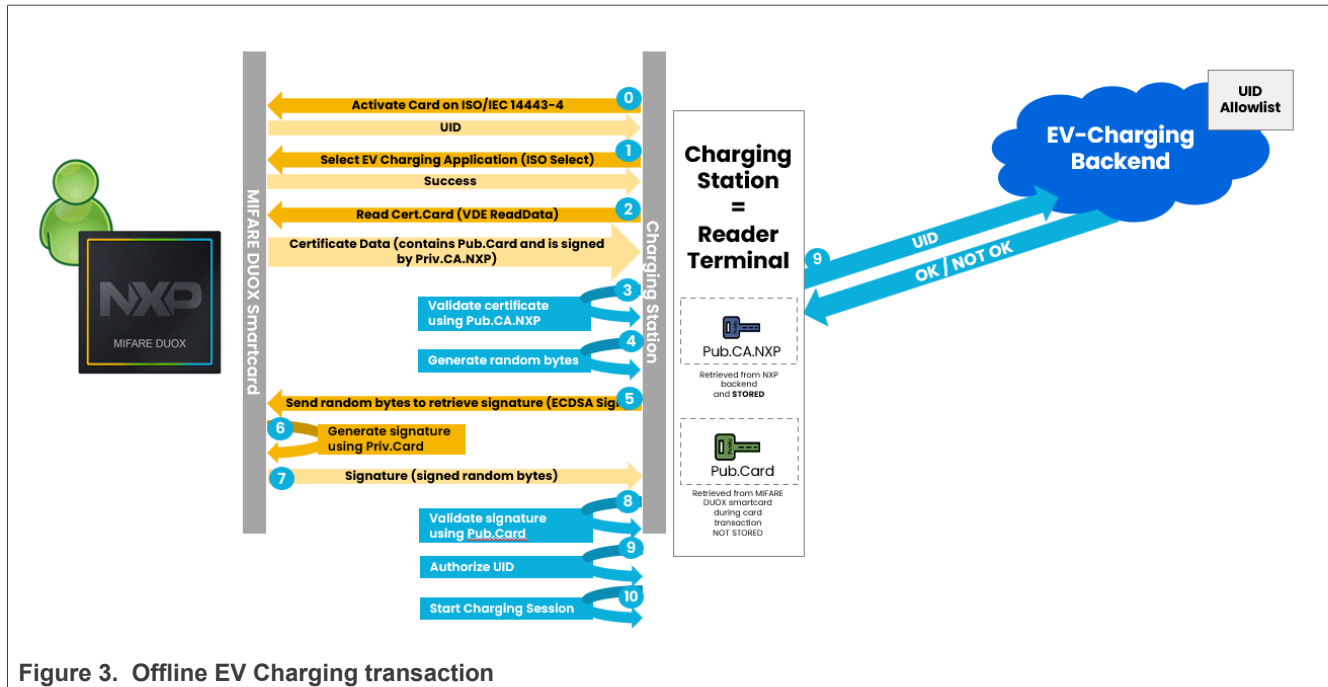 0
Activate Card on ISO/IEC 14443-4
UID
1
Select EV Charging Application (ISO Select)
Success
2
Read Cert.Card (VDE ReadData)
Certificate Data (contains Pub.Card and is signed
by Priv.CA.NXP)
3
Validate certificate
using Pub.CA.NXP
4
Generate random bytes
5
Send random bytes to retrieve signature (ECDSA Sign
6
Generate signature
using Priv.Card
7
Signature (signed random bytes)
8
Validate signature
using Pub.Card
9
Authorize UID
10
Start Charging Session
NXP
MIFARE DUOX
MIFARE DUOX Smartcard
Charging Station
Charging
Station
=
Reader
Terminal
Pub.CA.NXP
Retrieved from NXP
backend
and STORED
Pub.Card
Retrieved from MIFARE
DUOX smartcard
during card
transaction
NOT STORED
9
UID
OK / NOT OK
EV-Charging
Backend
UID
Allowlist
Figure 3. Offline EV Charging transaction